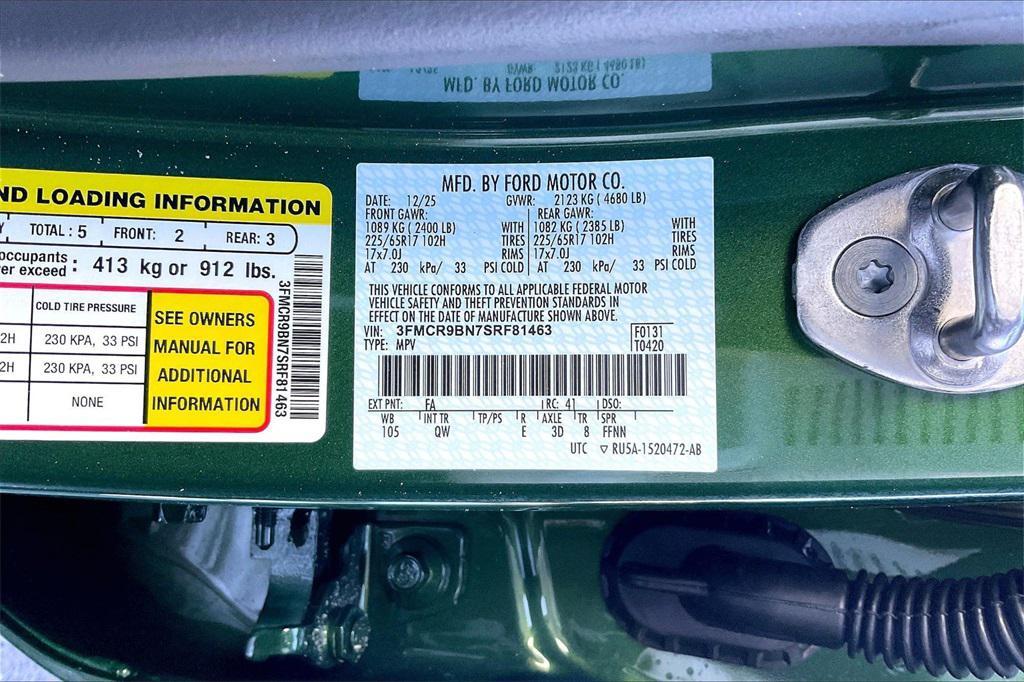 ND LOADING INFORMATION
TOTAL : 5 FRONT: 2 REAR: 3
occupants
er exceed : 413 kg or 912 lbs.
COLD TIRE PRESSURE
2H 230 KPA, 33 PSI
2H 230 KPA, 33 PSI
NONE
SEE OWNERS
MANUAL FOR
ADDITIONAL
INFORMATION
3FMCR9BN7SRF81463
MFD. BY FORD MOTOR CO.
DATE: 12/25 GVWR: 2123 KG ( 4680 LB)
FRONT GAWR: REAR GAWR:
1089 KG ( 2400 LB) WITH 1082 KG ( 2385 LB) WITH
225/65R17 102H TIRES 225/65R17 102H TIRES
17x7.0J RIMS 17x7.0J RIMS
AT 230 kPa/ 33 PSI COLD AT 230 kPa/ 33 PSI COLD
THIS VEHICLE CONFORMS TO ALL APPLICABLE FEDERAL MOTOR
VEHICLE SAFETY AND THEFT PREVENTION STANDARDS IN
EFFECT ON THE DATE OF MANUFACTURE SHOWN ABOVE.
VIN: 3FMCR9BN7SRF81463 F0131
TYPE: MPV T0420
EXT PNT: FA RC: 41 DSO:
WB INT TR TP/PS R AXLE TR SPR
105 QW E 3D 8 FFNN
UTC ▽ RU5A-1520472-AB